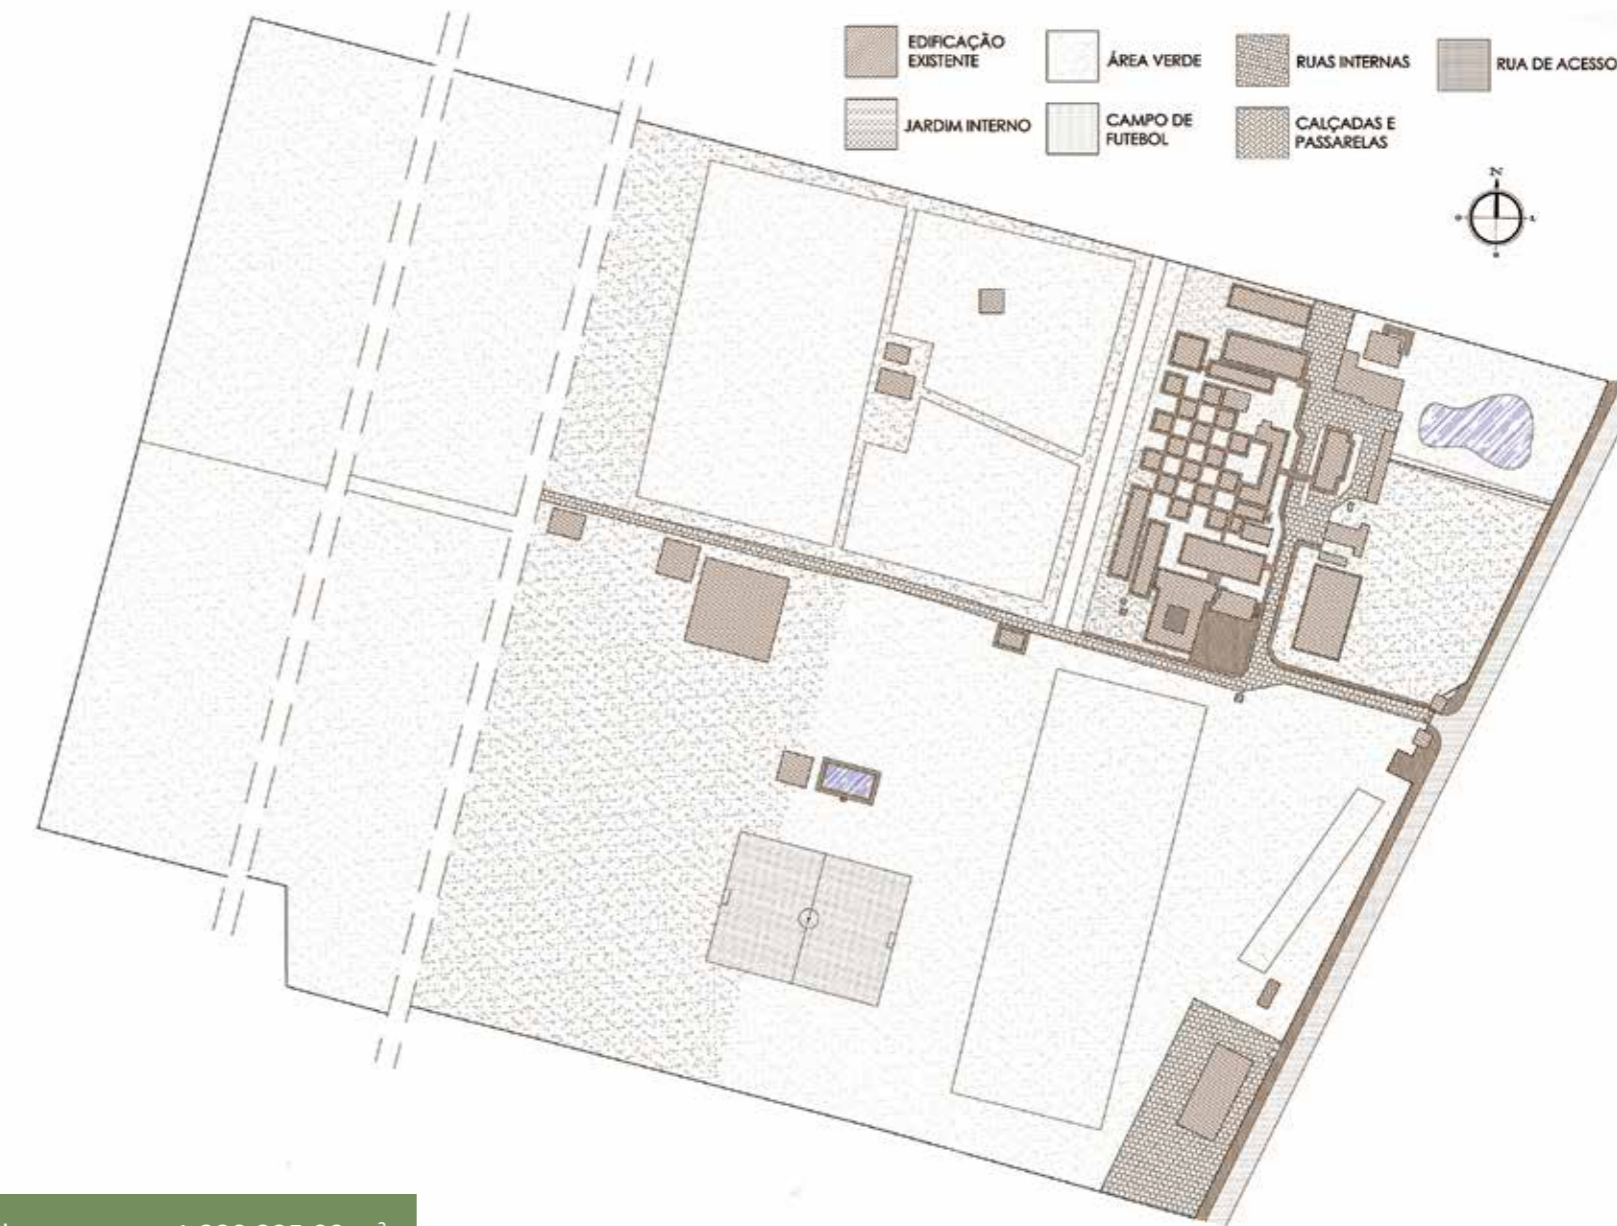 EDIFICAÇÃO
EXISTENTE
ÁREA VERDE
RUAS INTERNAS
RUA DE ACESSO
JARDIM INTERNO
CAMPO DE
FUTEBOL
CALÇADAS E
PASSARELAS
N